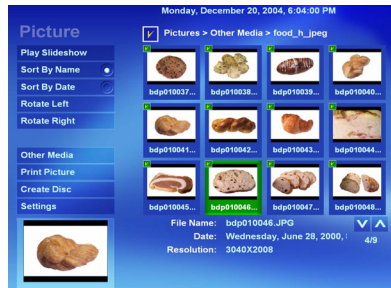 Monday, December 20, 2004, 6:04:00 PM
Picture
Pictures > Other Media > food_h_jpeg
Play Slideshow
Sort By Name
Sort By Date
Rotate Left
Rotate Right
Other Media
Print Picture
Create Disc
Settings
bdp010037... bdp010038... bdp010039... bdp010040...
bdp010041... bdp010042... bdp010043... bdp010044...
bdp010045... bdp010046... bdp010047... bdp010048...
File Name: bdp010046.JPG
Date: Wednesday, June 28, 2000,
Resolution: 3040X2008
4/9